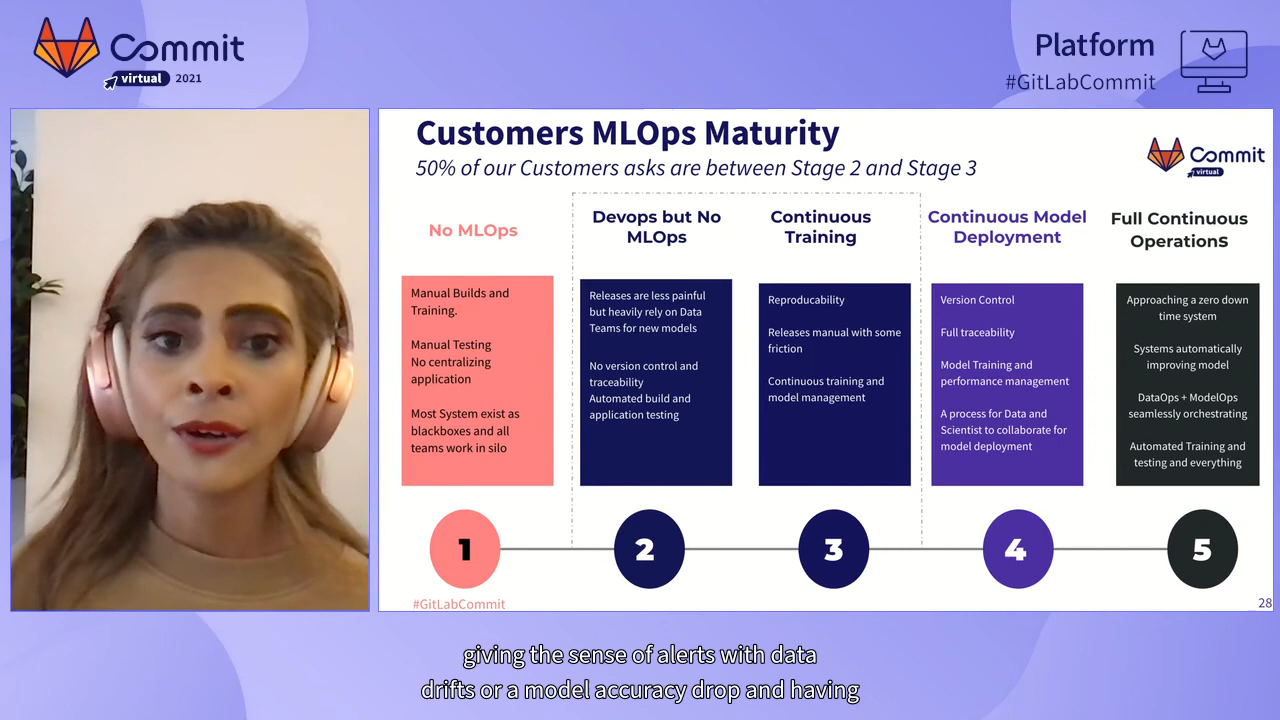 Commit
virtual 2021
Platform
#GitLabCommit
Customers MLOps Maturity
50% of our Customers asks are between Stage 2 and Stage 3
Commit
virtual
No MLOps
Manual Builds and
Training.
Manual Testing
No centralizing
application
Most System exist as
blackboxes and all
teams work in silo
1
Devops but No
MLOps
Releases are less painful
but heavily rely on Data
Teams for new models
No version control and
traceability
Automated build and
application testing
2
Continuous
Training
Reproducability
Releases manual with some
friction
Continuous training and
model management
3
Continuous Model
Deployment
Version Control
Full traceability
Model Training and
performance management
A process for Data and
Scientist to collaborate for
model deployment
4
Full Continuous
Operations
Approaching a zero down
time system
Systems automatically
improving model
DataOps + ModelOps
seamlessly orchestrating
Automated Training and
testing and everything
5
#GitLabCommit
28
giving the sense of alerts with data
drifts or a model accuracy drop and having